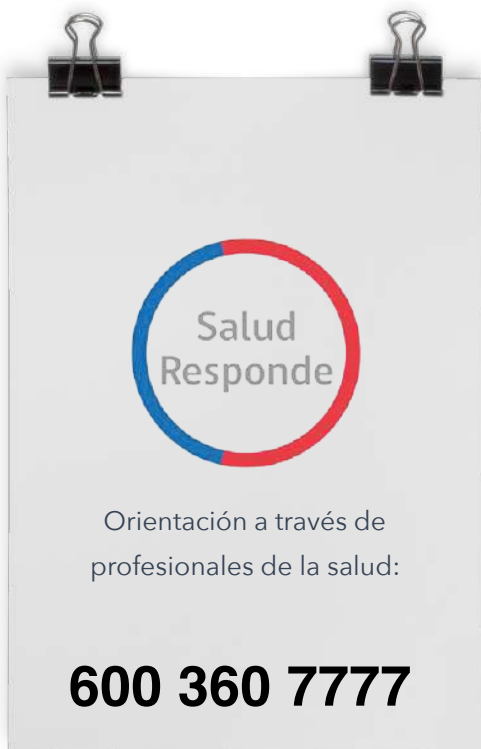 Salud
Responde
Orientación a través de
profesionales de la salud:
600 360 7777